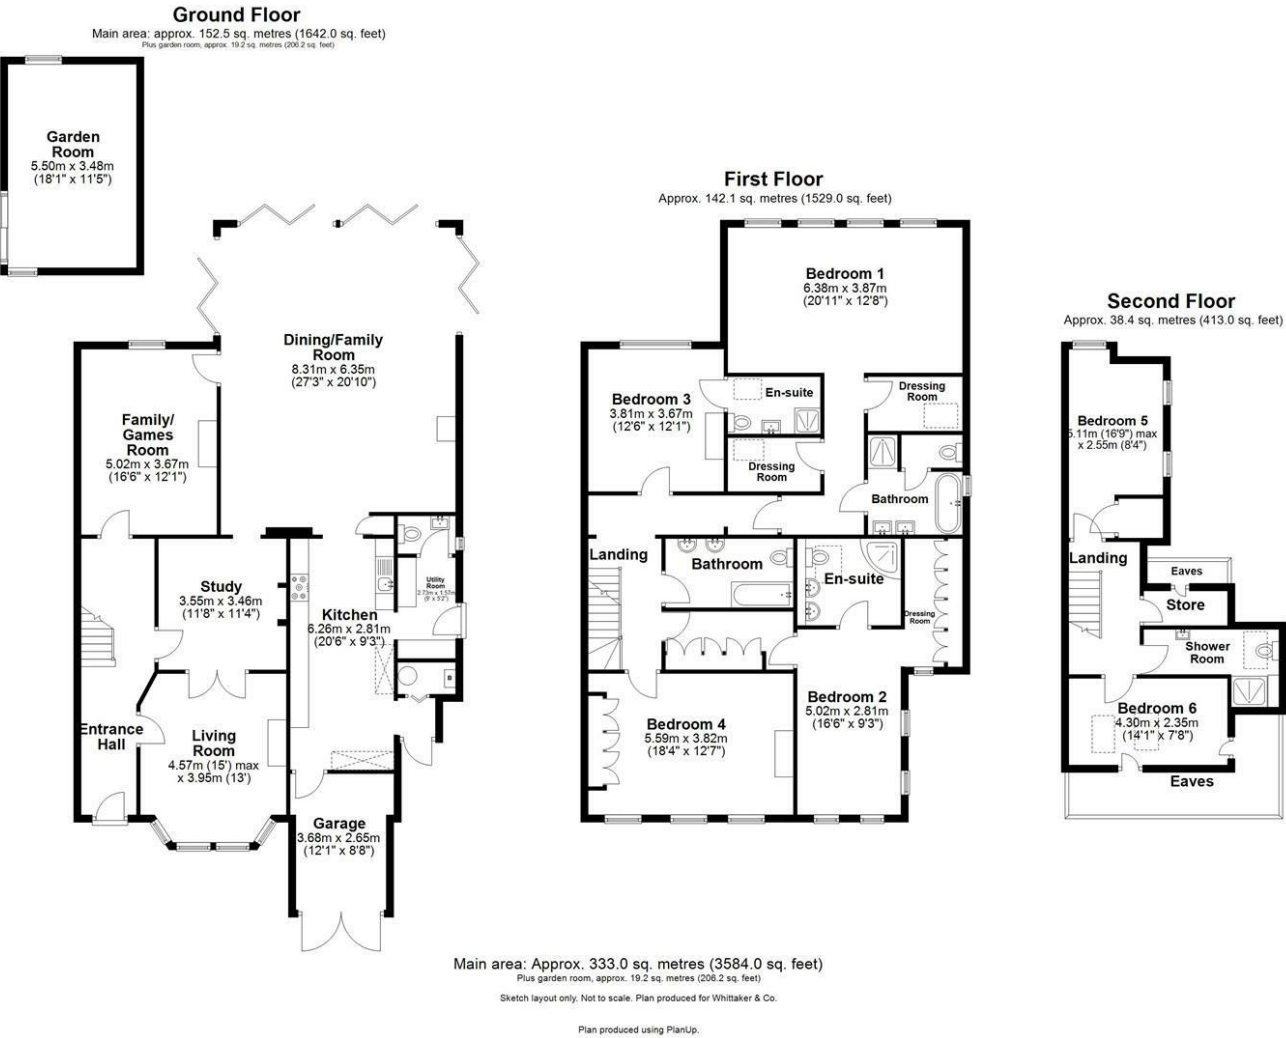 Ground Floor
Main area: approx. 152.5 sq. metres (1642.0 sq. feet)
Plus garden room, approx. 19.2 sq. metres (206.2 sq. feet)
Garden
Room
5.50m x 3.48m
(18'1" x 11'5")
Dining/Family
Room
8.31m x 6.35m
(27'3" x 20'10")
Family/
Games
Room
5.02m x 3.67m
(16'6" x 12'1")
Study
3.55m x 3.46m
(11'8" x 11'4")
Kitchen
6.26m x 2.81m
(20'6" x 9'3")
Utility
Room
2.73m x 1.57m
(9' x 5'2")
Entrance
Hall
Living
Room
4.57m (15') max
x 3.95m (13')
Garage
3.68m x 2.65m
(12'1" x 8'8")
First Floor
Approx. 142.1 sq. metres (1529.0 sq. feet)
Bedroom 1
6.38m x 3.87m
(20'11" x 12'8")
Bedroom 3
3.81m x 3.67m
(12'6" x 12'1")
En-suite
Dressing
Room
Dressing
Room
Bathroom
Landing
Bathroom
En-suite
Dressing
Room
Bedroom 2
5.02m x 2.81m
(16'6" x 9'3")
Bedroom 4
5.59m x 3.82m
(18'4" x 12'7")
Second Floor
Approx. 38.4 sq. metres (413.0 sq. feet)
Bedroom 5
5.11m (16'9") max
x 2.55m (8'4")
Landing
Eaves
Store
Shower
Room
Bedroom 6
4.30m x 2.35m
(14'1" x 7'8")
Eaves
Main area: Approx. 333.0 sq. metres (3584.0 sq. feet)
Plus garden room, approx. 19.2 sq. metres (206.2 sq. feet)
Sketch layout only. Not to scale. Plan produced for Whittaker & Co.
Plan produced using PlanUp.